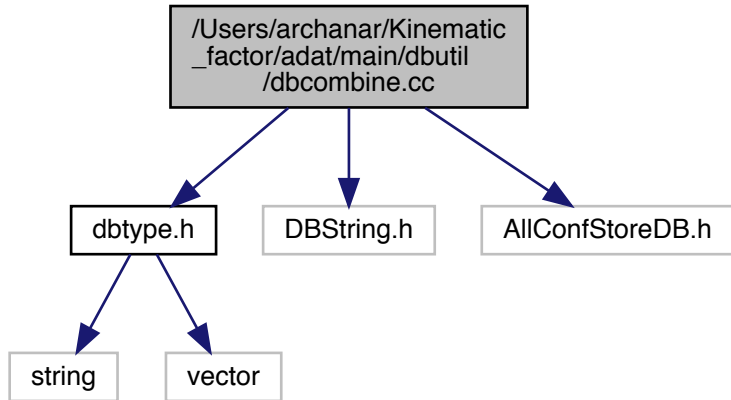 /Users/archanar/Kinematic
_factor/adat/main/dbutil
/dbcombine.cc
dbtype.h
DBString.h
AllConfStoreDB.h
string
vector